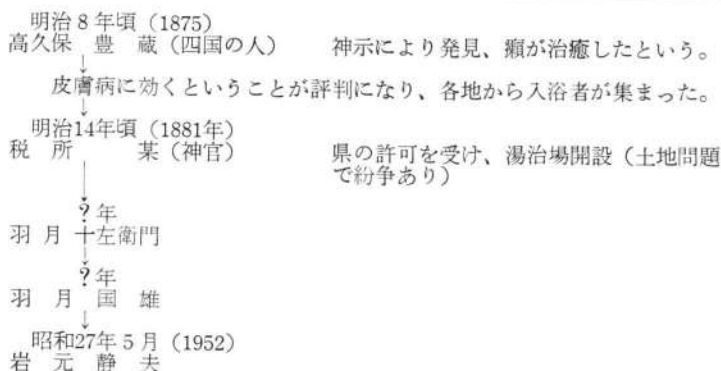 明治8年頃（1875）
高久保　豊　蔵（四国の人）　神示により発見、癩が治癒したという。
↓
皮膚病に効くということが評判になり、各地から入浴者が集まった。
↓
明治14年頃（1881年）
税　所　　某（神官）　県の許可を受け、湯治場開設（土地問題
で紛争あり）
↓
？年
羽　月　十左衛門
↓
？年
羽　月　国　雄
↓
昭和27年5月（1952）
岩　元　静　夫